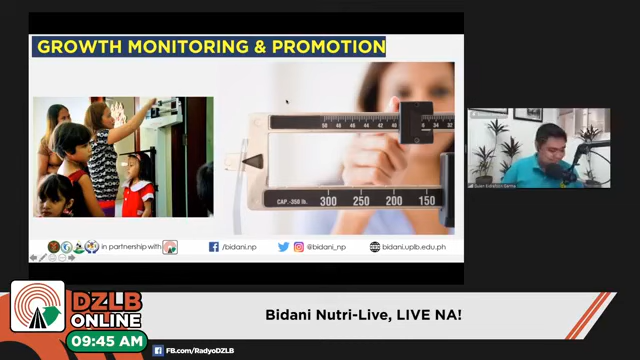 GROWTH MONITORING & PROMOTION
CAP.-350 lb.
300 250 200 150
in partnership with
/bidani.np
@bidani_np
bidani.uplb.edu.ph
DZLB
ONLINE
09:45 AM
Bidani Nutri-Live, LIVE NA!
FB.com/RadyoDZLB